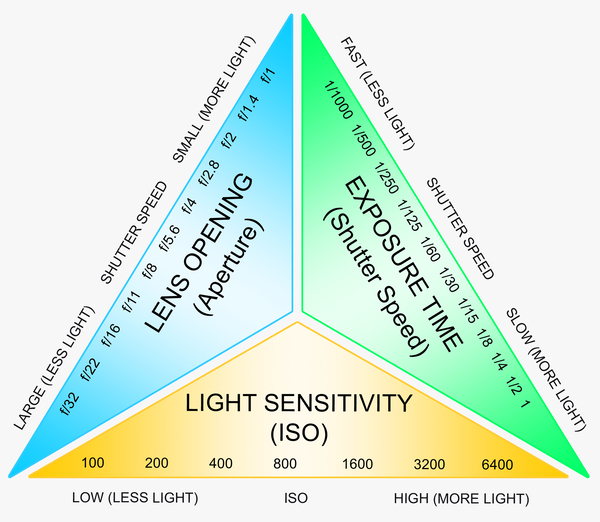 SMALL (MORE LIGHT)
SHUTTER SPEED
LARGE (LESS LIGHT)
f/1
f/1.4
f/2
f/2.8
f/4
f/5.6
f/8
f/11
f/16
f/22
f/32
LENS OPENING
(Aperture)
FAST (LESS LIGHT)
SHUTTER SPEED
SLOW (MORE LIGHT)
1/1000
1/500
1/250
1/125
1/60
1/30
1/15
1/8
1/4
1/2
1
EXPOSURE TIME
(Shutter Speed)
LIGHT SENSITIVITY
(ISO)
100 200 400 800 1600 3200 6400
LOW (LESS LIGHT) ISO HIGH (MORE LIGHT)